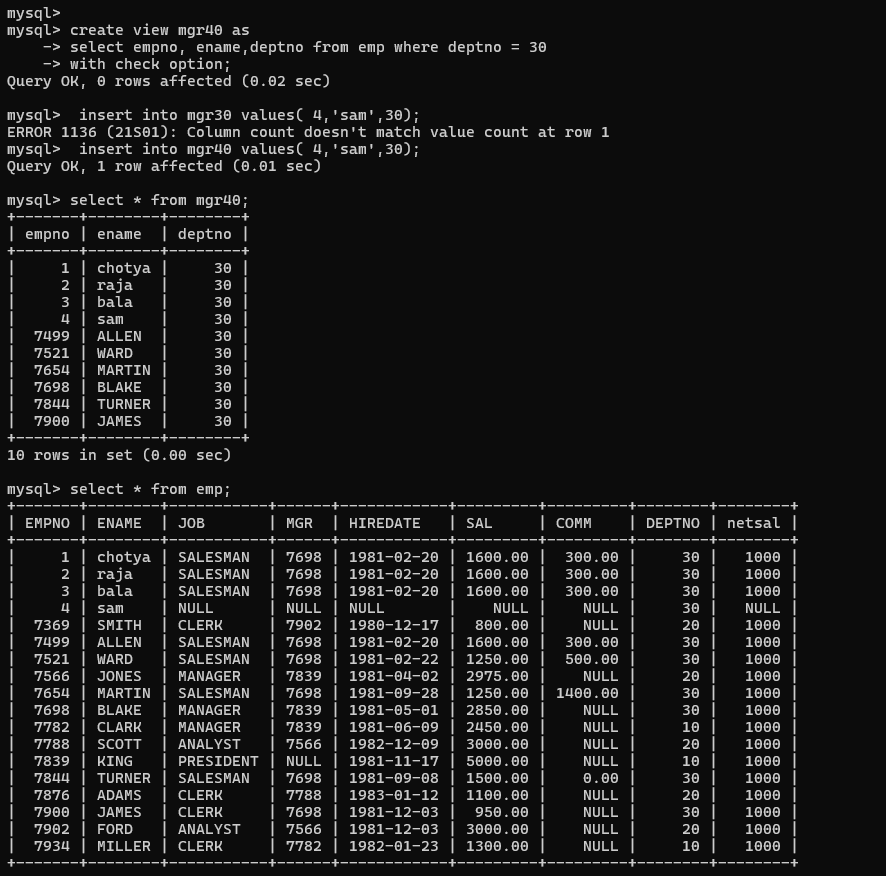 mysql>
mysql> create view mgr40 as
    -> select empno, ename,deptno from emp where deptno = 30
    -> with check option;
Query OK, 0 rows affected (0.02 sec)

mysql>  insert into mgr30 values( 4,'sam',30);
ERROR 1136 (21S01): Column count doesn't match value count at row 1
mysql>  insert into mgr40 values( 4,'sam',30);
Query OK, 1 row affected (0.01 sec)

mysql> select * from mgr40;
+-------+--------+--------+
| empno | ename  | deptno |
+-------+--------+--------+
|     1 | chotya |     30 |
|     2 | raja   |     30 |
|     3 | bala   |     30 |
|     4 | sam    |     30 |
|  7499 | ALLEN  |     30 |
|  7521 | WARD   |     30 |
|  7654 | MARTIN |     30 |
|  7698 | BLAKE  |     30 |
|  7844 | TURNER |     30 |
|  7900 | JAMES  |     30 |
+-------+--------+--------+
10 rows in set (0.00 sec)

mysql> select * from emp;
+-------+--------+-----------+------+------------+---------+---------+--------+--------+
| EMPNO | ENAME  | JOB       | MGR  | HIREDATE   | SAL     | COMM    | DEPTNO | netsal |
+-------+--------+-----------+------+------------+---------+---------+--------+--------+
|     1 | chotya | SALESMAN  | 7698 | 1981-02-20 | 1600.00 |  300.00 |     30 |   1000 |
|     2 | raja   | SALESMAN  | 7698 | 1981-02-20 | 1600.00 |  300.00 |     30 |   1000 |
|     3 | bala   | SALESMAN  | 7698 | 1981-02-20 | 1600.00 |  300.00 |     30 |   1000 |
|     4 | sam    | NULL      | NULL | NULL       |    NULL |    NULL |     30 |   NULL |
|  7369 | SMITH  | CLERK     | 7902 | 1980-12-17 |  800.00 |    NULL |     20 |   1000 |
|  7499 | ALLEN  | SALESMAN  | 7698 | 1981-02-20 | 1600.00 |  300.00 |     30 |   1000 |
|  7521 | WARD   | SALESMAN  | 7698 | 1981-02-22 | 1250.00 |  500.00 |     30 |   1000 |
|  7566 | JONES  | MANAGER   | 7839 | 1981-04-02 | 2975.00 |    NULL |     20 |   1000 |
|  7654 | MARTIN | SALESMAN  | 7698 | 1981-09-28 | 1250.00 | 1400.00 |     30 |   1000 |
|  7698 | BLAKE  | MANAGER   | 7839 | 1981-05-01 | 2850.00 |    NULL |     30 |   1000 |
|  7782 | CLARK  | MANAGER   | 7839 | 1981-06-09 | 2450.00 |    NULL |     10 |   1000 |
|  7788 | SCOTT  | ANALYST   | 7566 | 1982-12-09 | 3000.00 |    NULL |     20 |   1000 |
|  7839 | KING   | PRESIDENT | NULL | 1981-11-17 | 5000.00 |    NULL |     10 |   1000 |
|  7844 | TURNER | SALESMAN  | 7698 | 1981-09-08 | 1500.00 |    0.00 |     30 |   1000 |
|  7876 | ADAMS  | CLERK     | 7788 | 1983-01-12 | 1100.00 |    NULL |     20 |   1000 |
|  7900 | JAMES  | CLERK     | 7698 | 1981-12-03 |  950.00 |    NULL |     30 |   1000 |
|  7902 | FORD   | ANALYST   | 7566 | 1981-12-03 | 3000.00 |    NULL |     20 |   1000 |
|  7934 | MILLER | CLERK     | 7782 | 1982-01-23 | 1300.00 |    NULL |     10 |   1000 |
+-------+--------+-----------+------+------------+---------+---------+--------+--------+